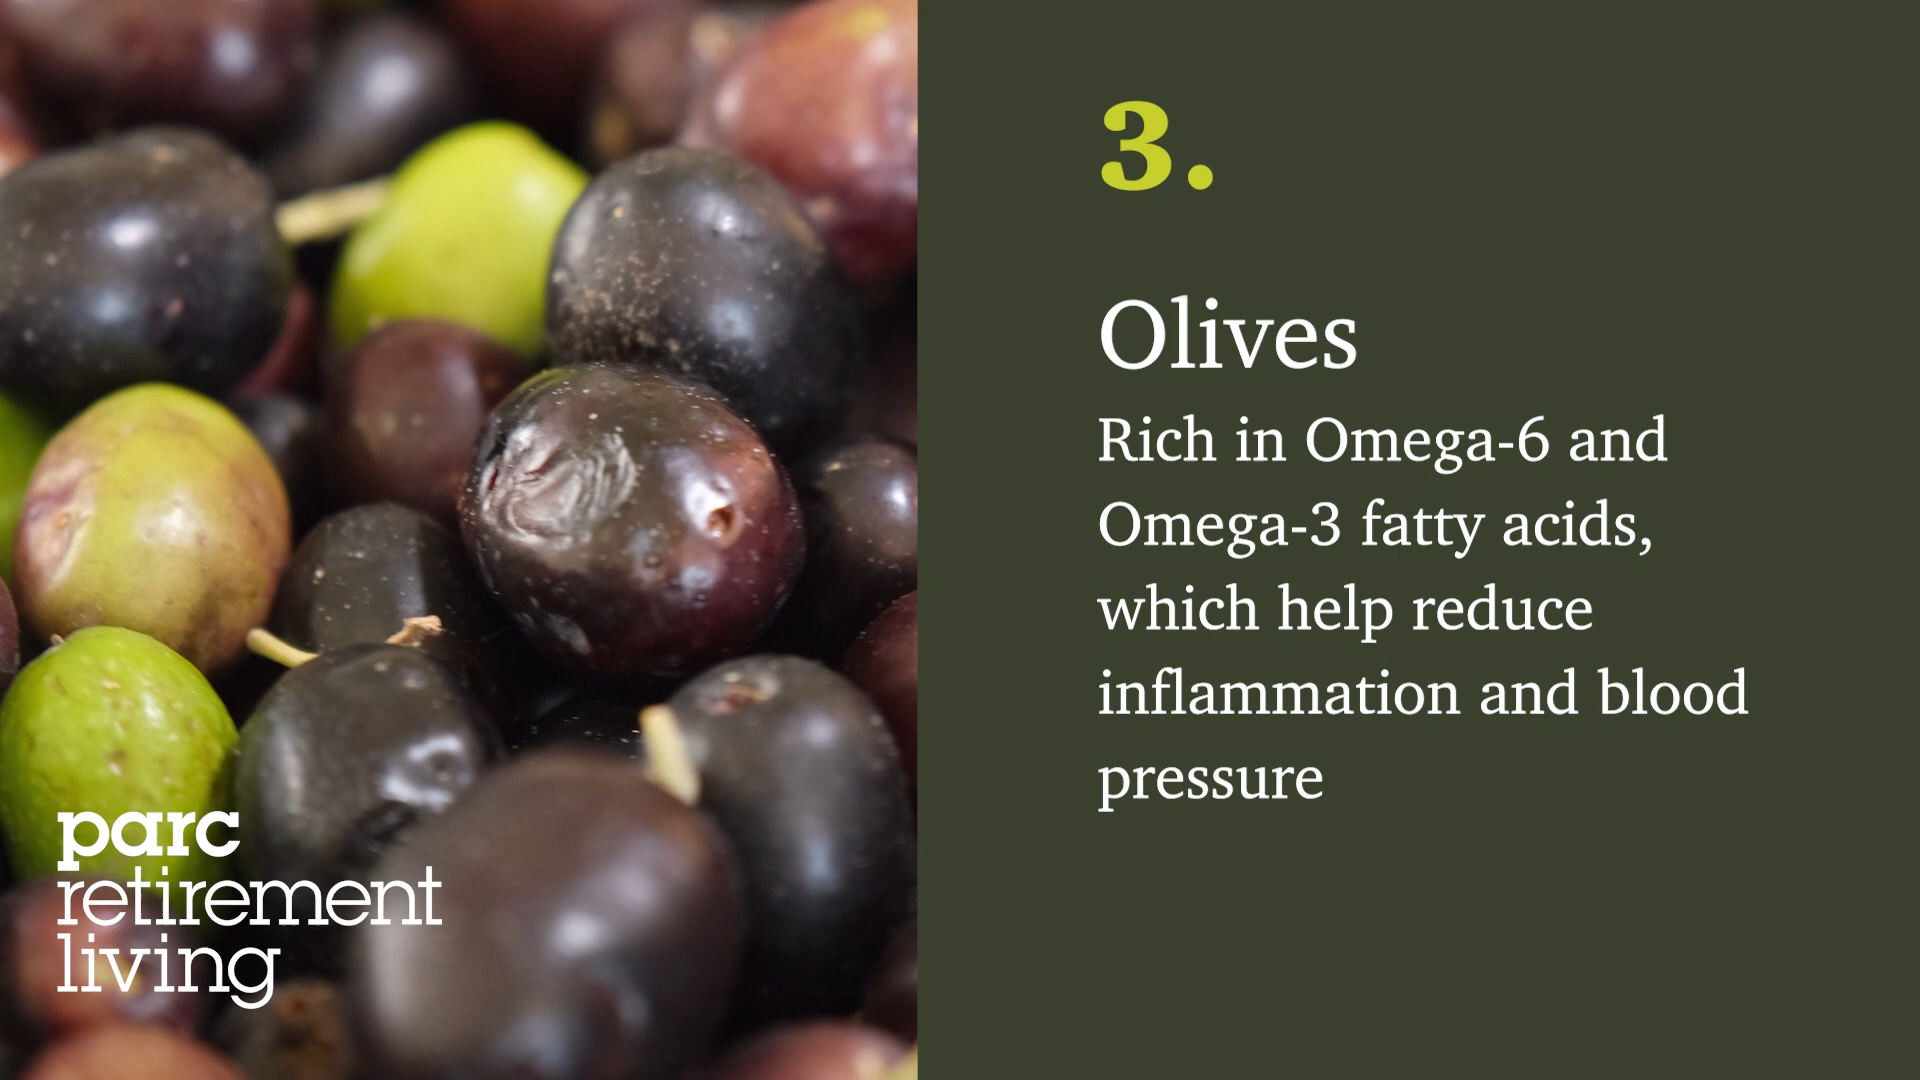 3.
Olives
Rich in Omega-6 and
Omega-3 fatty acids,
which help reduce
inflammation and blood
pressure
parc
retirement
living